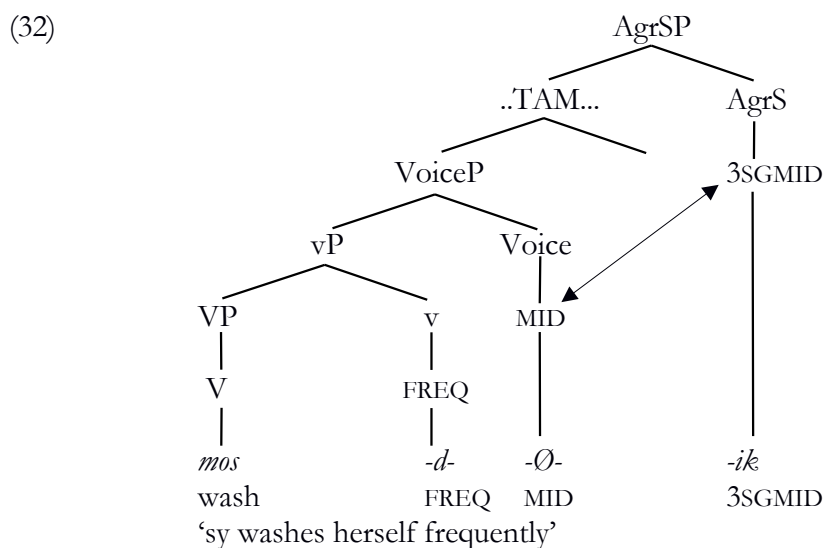 (32) AgrSP
..TAM... AgrS
VoiceP 3SGMID
vP Voice
VP v MID
V FREQ
mos -d- -Ø- -ik
wash FREQ MID 3SGMID
‘sy washes herself frequently’